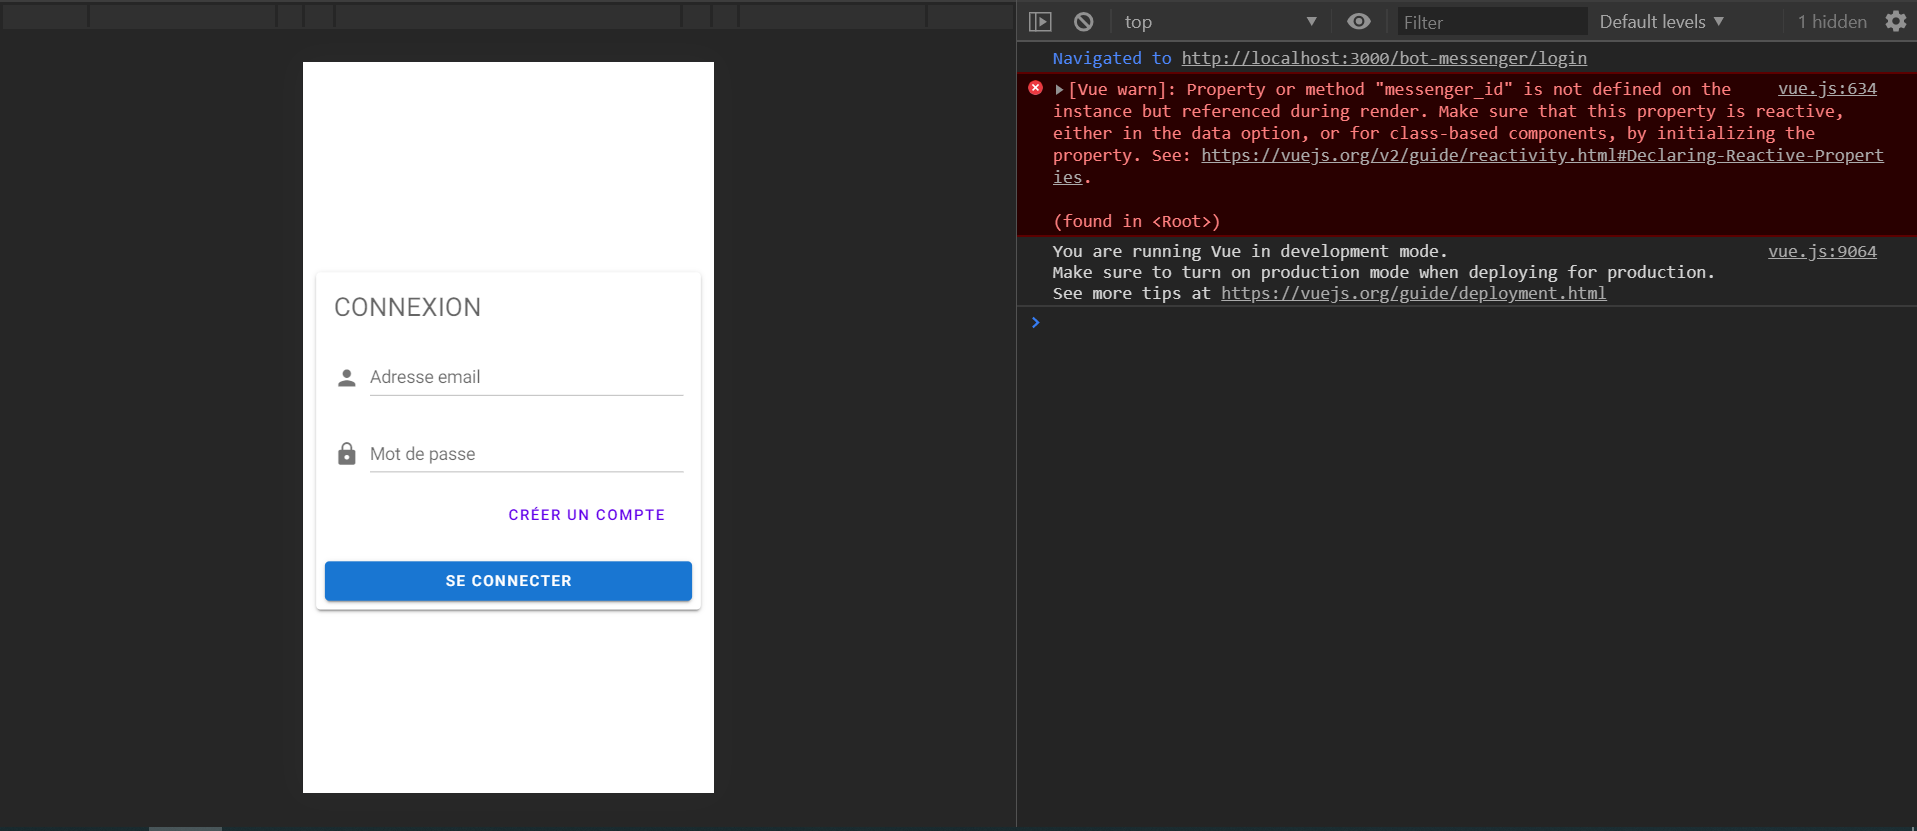 CONNEXION
Adresse email
Mot de passe
CRÉER UN COMPTE
SE CONNECTER
top ▼ Filter Default levels ▼ 1 hidden
Navigated to http://localhost:3000/bot-messenger/login
[Vue warn]: Property or method "messenger_id" is not defined on the vue.js:634
instance but referenced during render. Make sure that this property is reactive,
either in the data option, or for class-based components, by initializing the
property. See: https://vuejs.org/v2/guide/reactivity.html#Declaring-Reactive-Propert
ies.
(found in <Root>)
You are running Vue in development mode. vue.js:9064
Make sure to turn on production mode when deploying for production.
See more tips at https://vuejs.org/guide/deployment.html